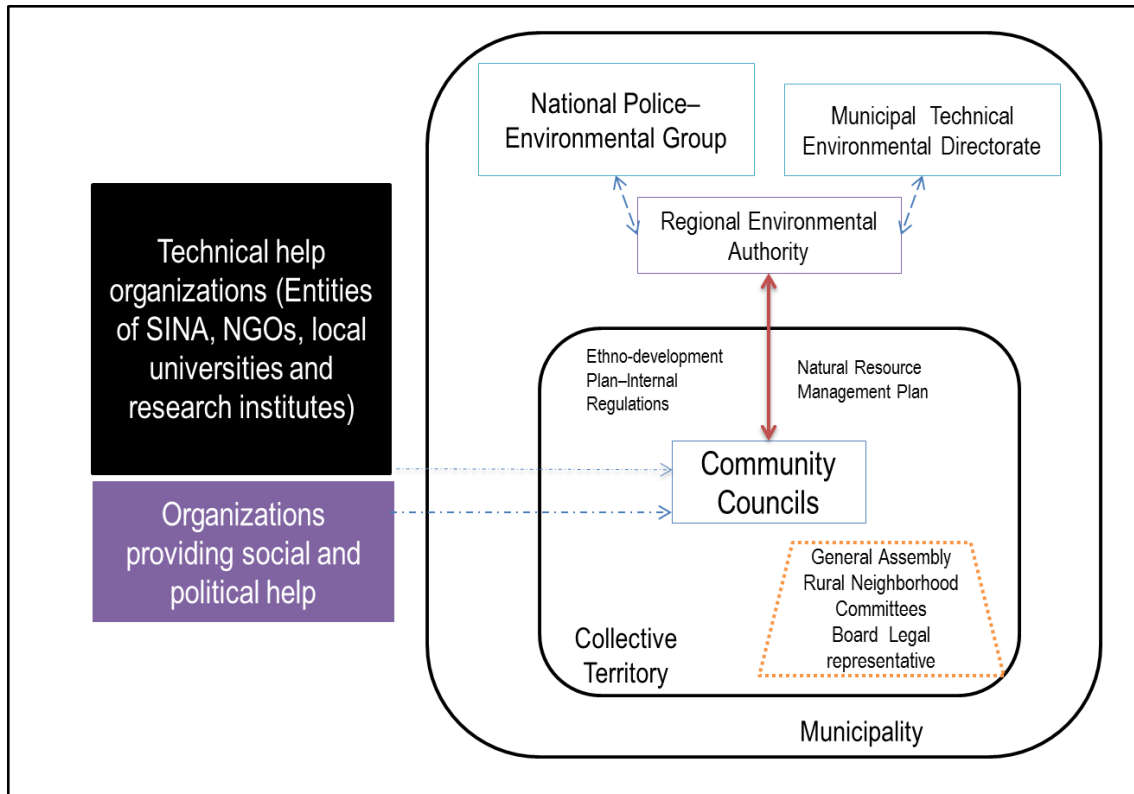 National Police–
Environmental Group
Municipal Technical
Environmental Directorate
Regional Environmental
Authority
Technical help
organizations (Entities
of SINA, NGOs, local
universities and
research institutes)
Organizations
providing social and
political help
Ethno-development
Plan–Internal
Regulations
Natural Resource
Management Plan
Community
Councils
General Assembly
Rural Neighborhood
Committees
Board Legal
representative
Collective
Territory
Municipality